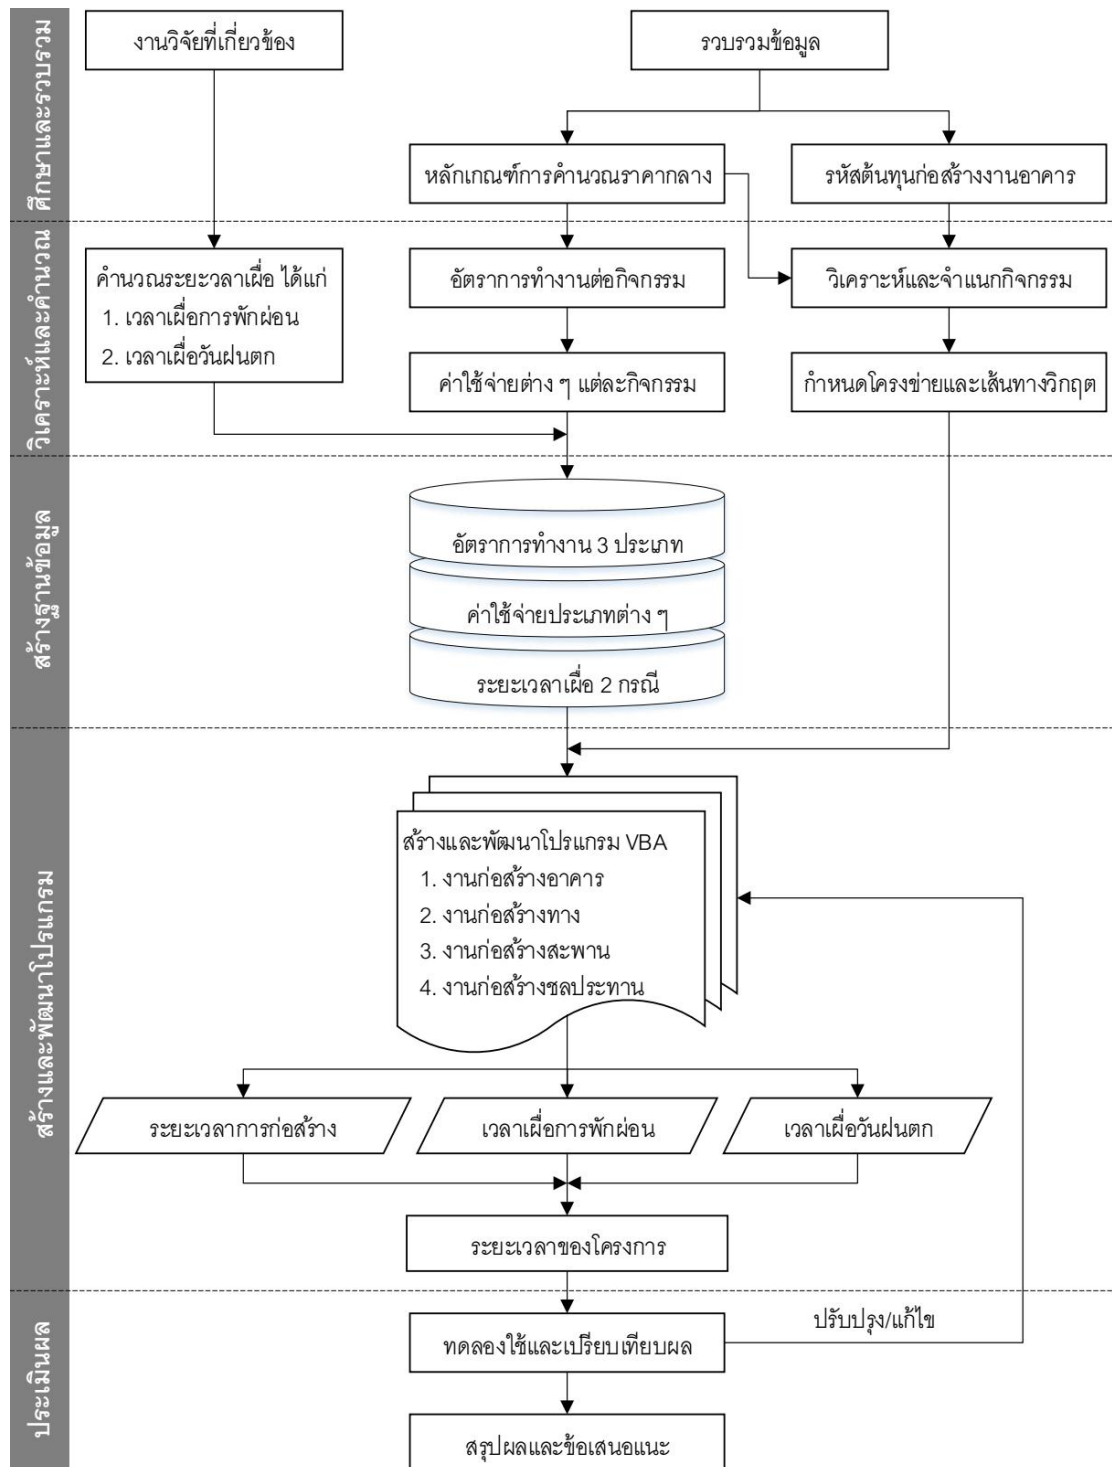 ศึกษาและรวบรวม
งานวิจัยที่เกี่ยวข้อง
รวบรวมข้อมูล
หลักเกณฑ์การคำนวณราคากลาง
รหัสต้นทุนก่อสร้างงานอาคาร
วิเคราะห์และคำนวณ
คำนวณระยะเวลาเผื่อ ได้แก่
1. เวลาเผื่อการพักผ่อน
2. เวลาเผื่อวันฝนตก
อัตราการทำงานต่อกิจกรรม
วิเคราะห์และจำแนกกิจกรรม
ค่าใช้จ่ายต่าง ๆ แต่ละกิจกรรม
กำหนดโครงข่ายและเส้นทางวิกฤต
สร้างฐานข้อมูล
อัตราการทำงาน 3 ประเภท
ค่าใช้จ่ายประเภทต่าง ๆ
ระยะเวลาเผื่อ 2 กรณี
สร้างและพัฒนาโปรแกรม
สร้างและพัฒนาโปรแกรม VBA
1. งานก่อสร้างอาคาร
2. งานก่อสร้างทาง
3. งานก่อสร้างสะพาน
4. งานก่อสร้างชลประทาน
ระยะเวลาการก่อสร้าง
เวลาเผื่อการพักผ่อน
เวลาเผื่อวันฝนตก
ระยะเวลาของโครงการ
ประเมินผล
ทดลองใช้และเปรียบเทียบผล
ปรับปรุง/แก้ไข
สรุปผลและข้อเสนอแนะ